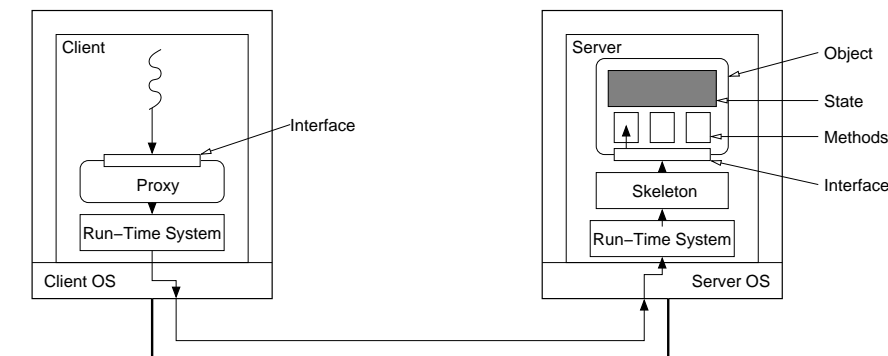 Client
Interface
Proxy
Run−Time System
Client OS
Server
Object
State
Methods
Interface
Skeleton
Run−Time System
Server OS